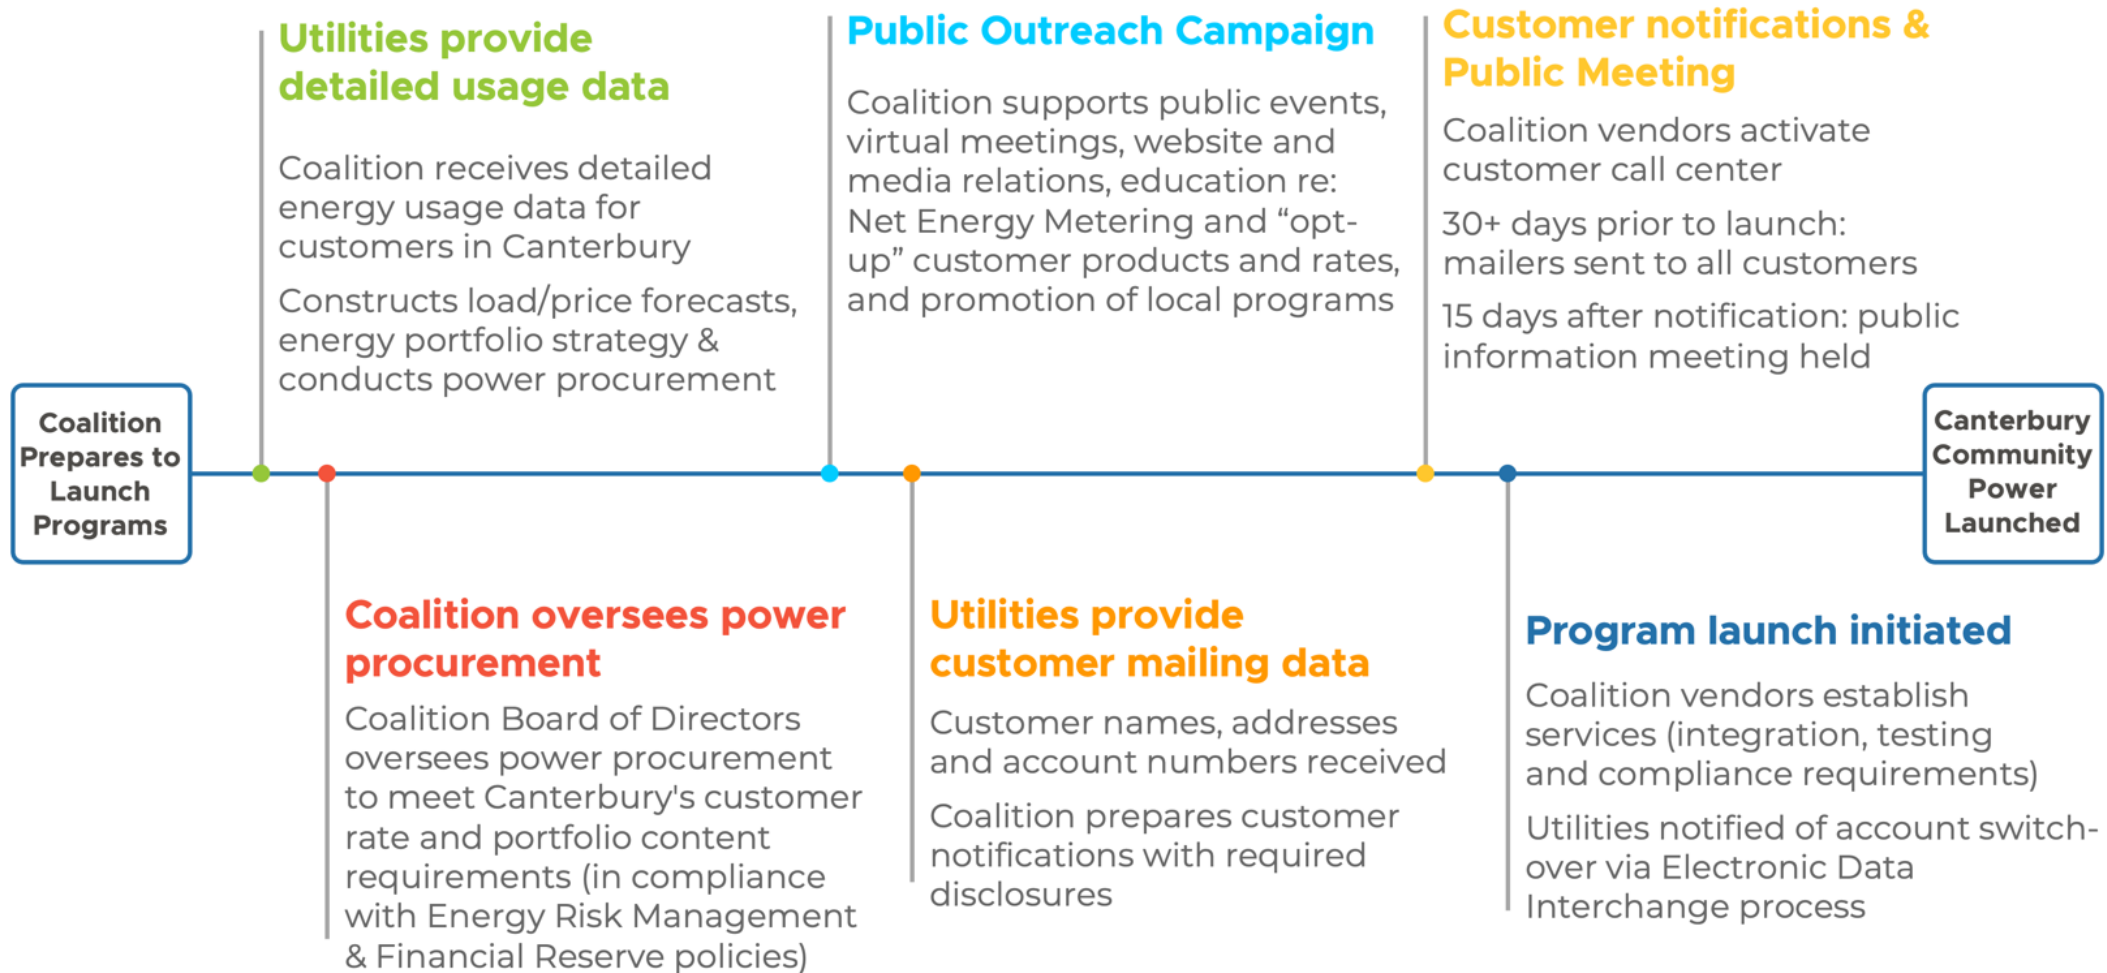 Coalition
Prepares to
Launch
Programs
Utilities provide
detailed usage data
Coalition receives detailed
energy usage data for
customers in Canterbury
Constructs load/price forecasts,
energy portfolio strategy &
conducts power procurement
Coalition oversees power
procurement
Coalition Board of Directors
oversees power procurement
to meet Canterbury's customer
rate and portfolio content
requirements (in compliance
with Energy Risk Management
& Financial Reserve policies)
Public Outreach Campaign
Coalition supports public events,
virtual meetings, website and
media relations, education re:
Net Energy Metering and “opt-
up” customer products and rates,
and promotion of local programs
Utilities provide
customer mailing data
Customer names, addresses
and account numbers received
Coalition prepares customer
notifications with required
disclosures
Customer notifications &
Public Meeting
Coalition vendors activate
customer call center
30+ days prior to launch:
mailers sent to all customers
15 days after notification: public
information meeting held
Program launch initiated
Coalition vendors establish
services (integration, testing
and compliance requirements)
Utilities notified of account switch-
over via Electronic Data
Interchange process
Canterbury
Community
Power
Launched